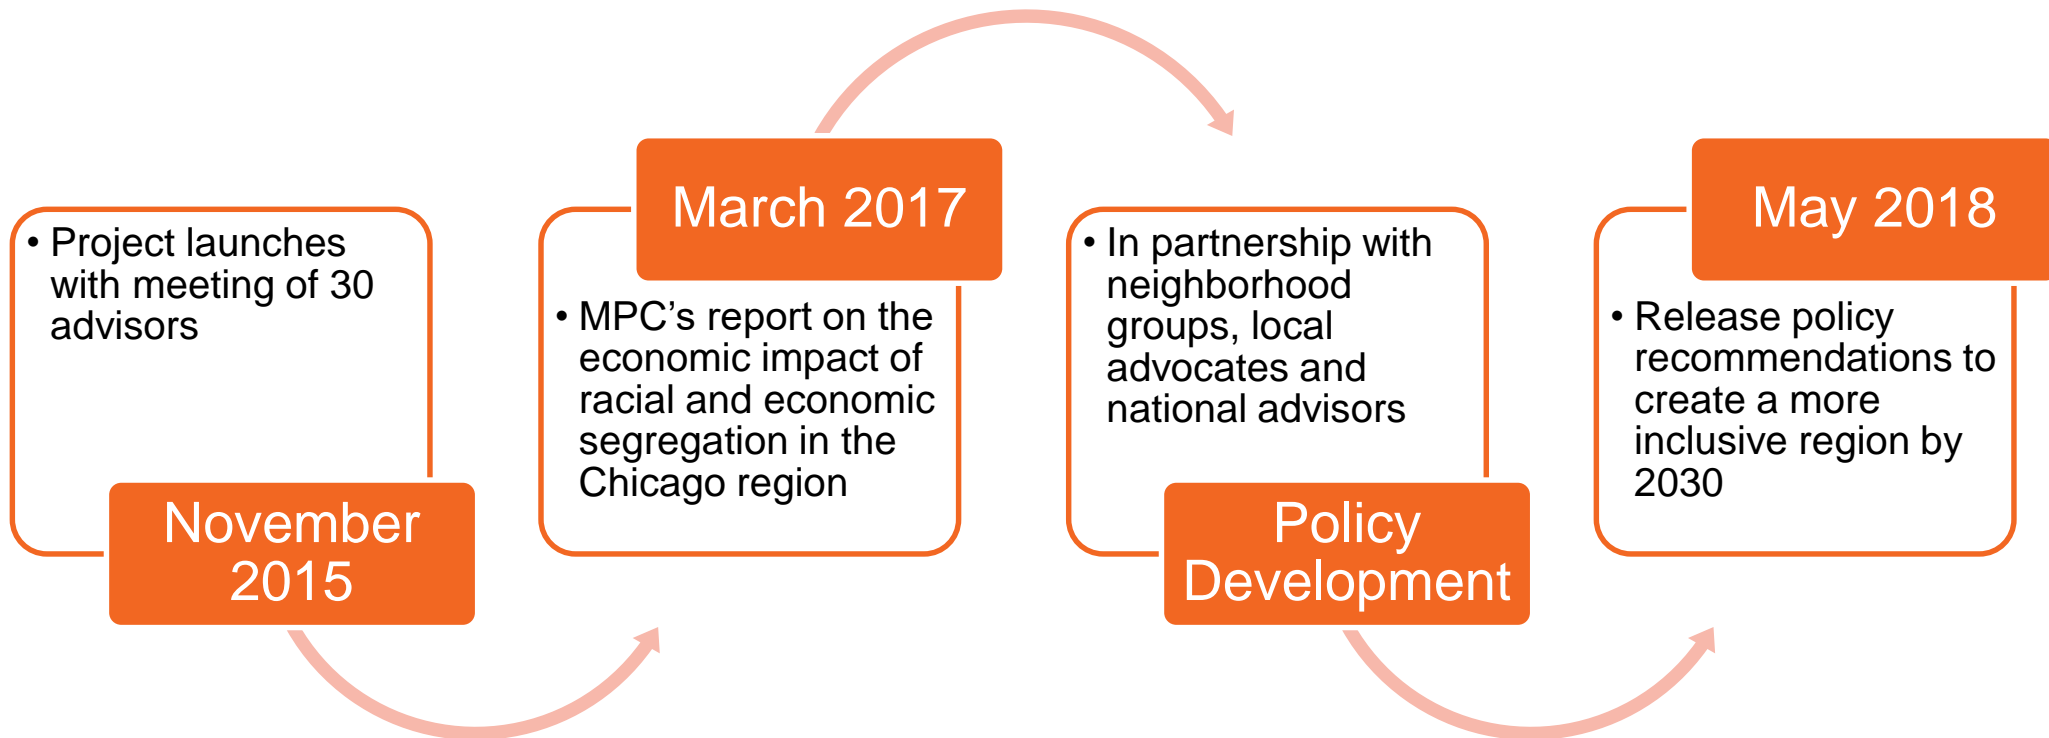 • Project launches
with meeting of 30
advisors
November
2015
March 2017
• MPC’s report on the
economic impact of
racial and economic
segregation in the
Chicago region
• In partnership with
neighborhood
groups, local
advocates and
national advisors
Policy
Development
May 2018
• Release policy
recommendations to
create a more
inclusive region by
2030